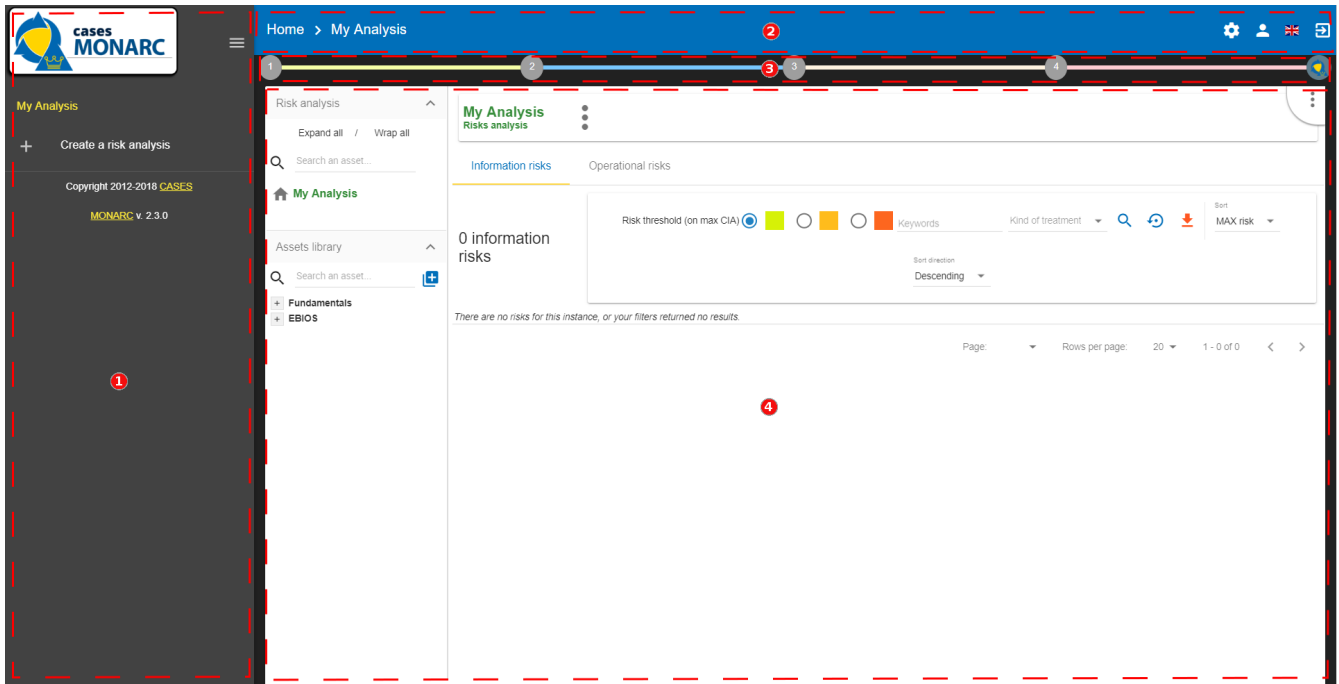 cases
MONARC
Home > My Analysis
2
1
2
3
3
4
My Analysis
+ Create a risk analysis
Copyright 2012-2018 CASES
MONARC v. 2.3.0
1
Risk analysis
Expand all / Wrap all
Search an asset...
My Analysis
Assets library
Search an asset...
+ Fundamentals
+ EBIOS
My Analysis
Risks analysis
Information risks
Operational risks
0 information
risks
Risk threshold (on max CIA)
Keywords
Kind of treatment
Sort
MAX risk
Sort direction
Descending
There are no risks for this instance, or your filters returned no results.
Page:
Rows per page: 20
1 - 0 of 0
4